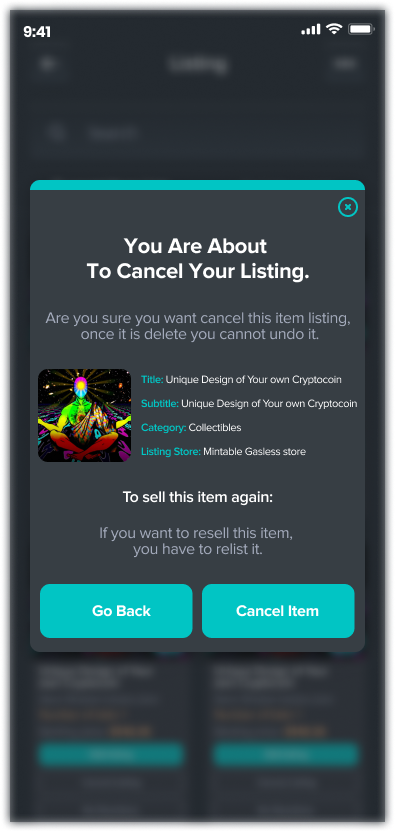 9:41
Listing
Search
You Are About
To Cancel Your Listing.
Are you sure you want cancel this item listing,
once it is delete you cannot undo it.
Title: Unique Design of Your own Cryptocoin
Subtitle: Unique Design of Your own Cryptocoin
Category: Collectibles
Listing Store: Mintable Gasless store
To sell this item again:
If you want to resell this item,
you have to relist it.
Go Back
Cancel Item